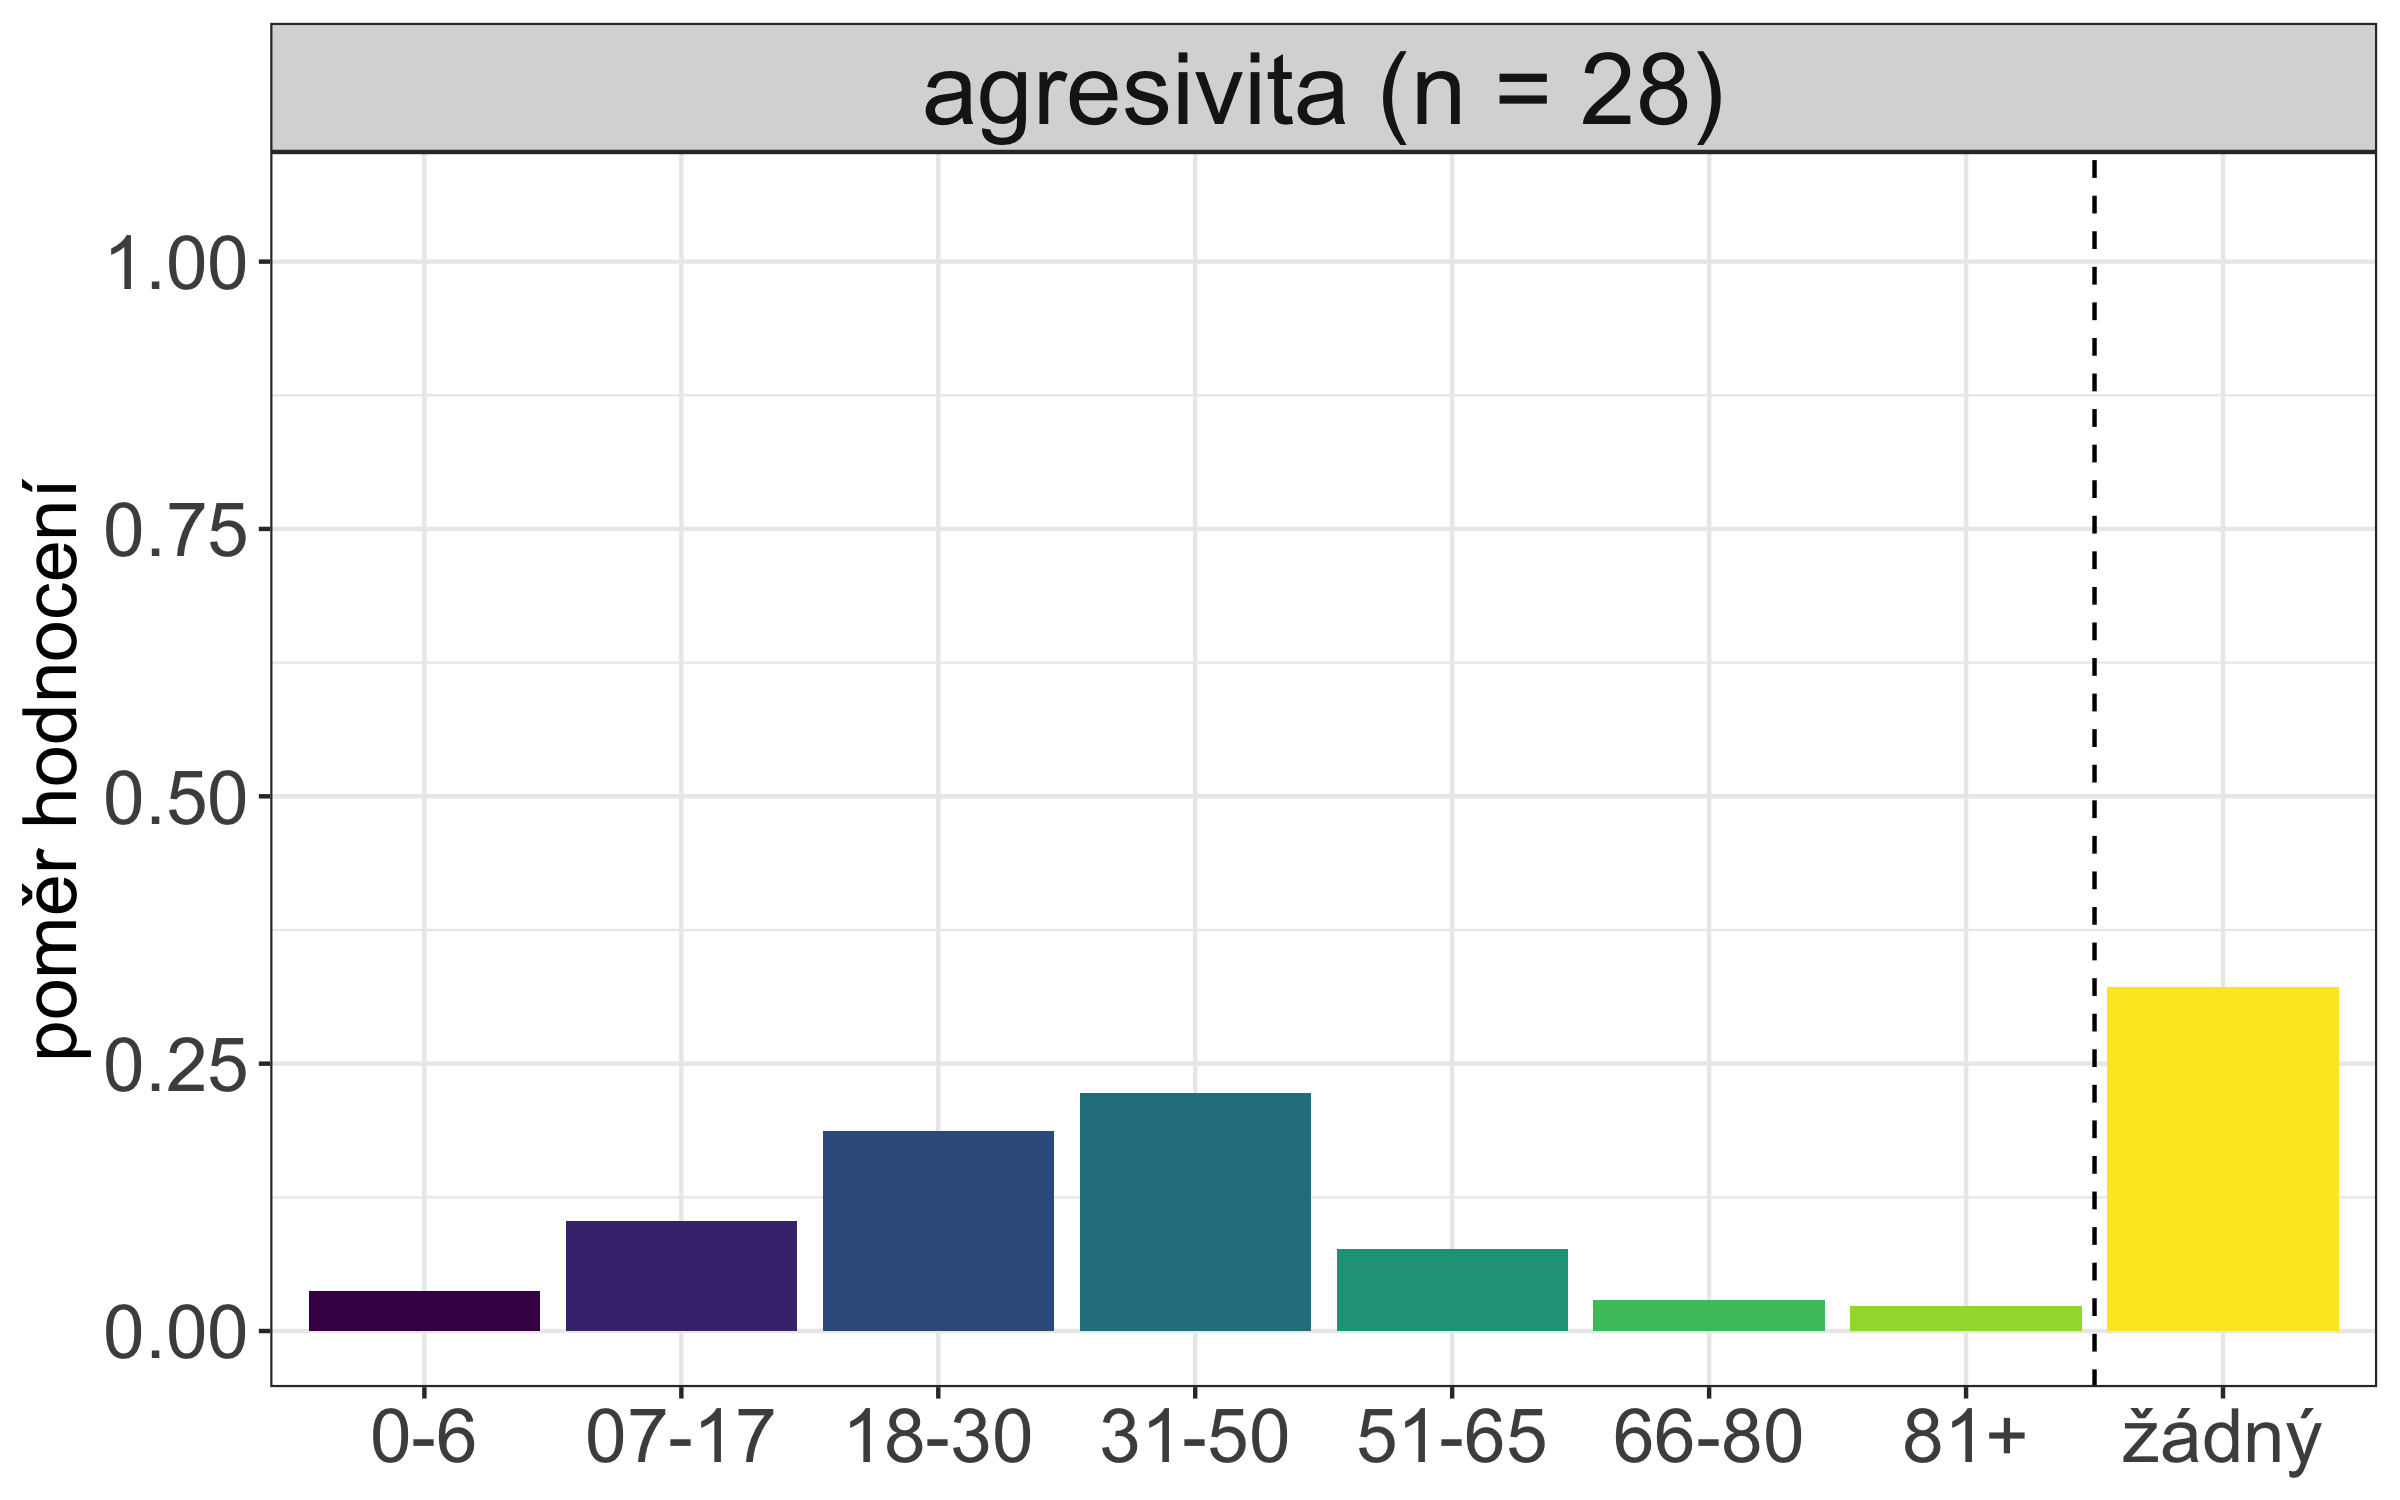 agresivita (n = 28)
poměr hodnocení
1.00
0.75
0.50
0.25
0.00
0-6 07-17 18-30 31-50 51-65 66-80 81+ žádný